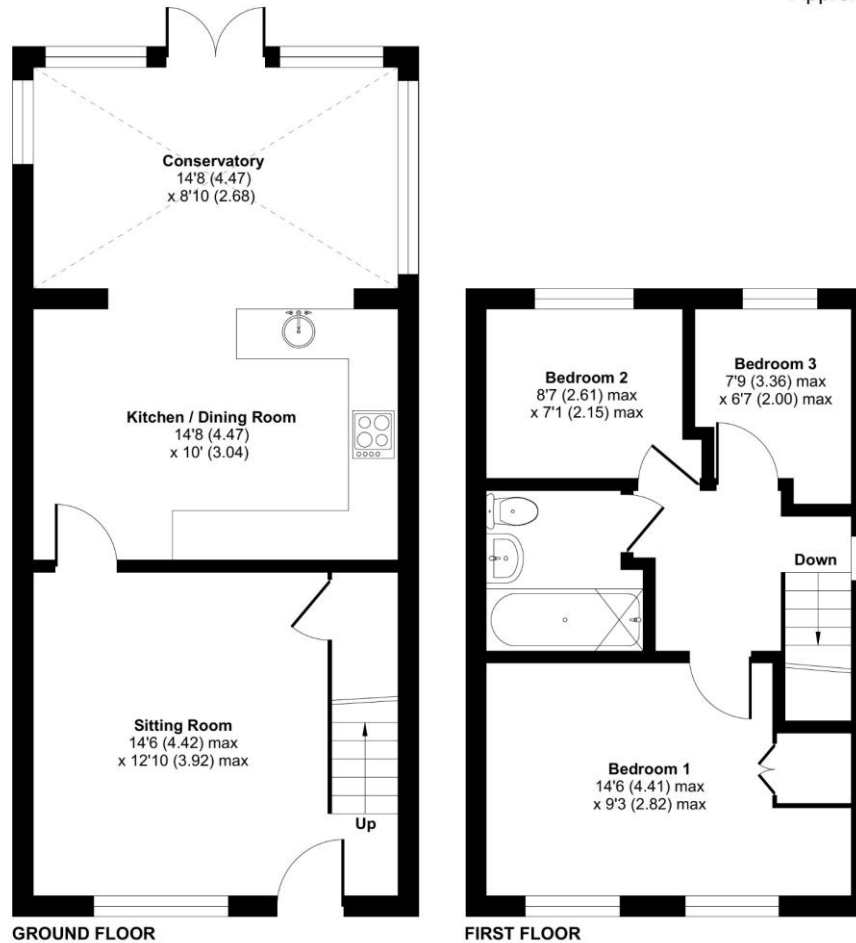 Conservatory
14'8 (4.47)
x 8'10 (2.68)
Kitchen / Dining Room
14'8 (4.47)
x 10' (3.04)
Sitting Room
14'6 (4.42) max
x 12'10 (3.92) max
Up
GROUND FLOOR
Bedroom 2
8'7 (2.61) max
x 7'1 (2.15) max
Bedroom 3
7'9 (3.36) max
x 6'7 (2.00) max
Down
Bedroom 1
14'6 (4.41) max
x 9'3 (2.82) max
FIRST FLOOR